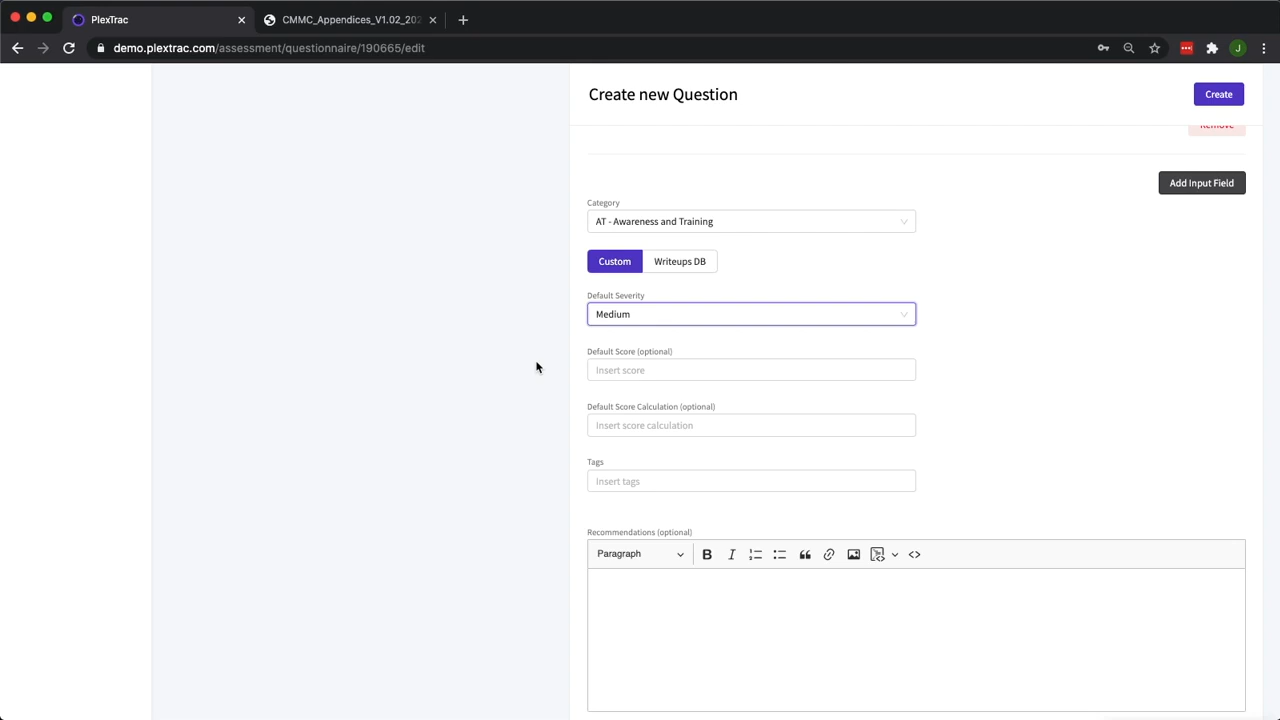 PlexTrac
CMMC_Appendices_V1.02_202
demo.plextrac.com/assessment/questionnaire/190665/edit
J
Create new Question
Create
Remove
Add Input Field
Category
AT - Awareness and Training
Custom
Writeups DB
Default Severity
Medium
Default Score (optional)
Insert score
Default Score Calculation (optional)
Insert score calculation
Tags
Insert tags
Recommendations (optional)
Paragraph
B
I